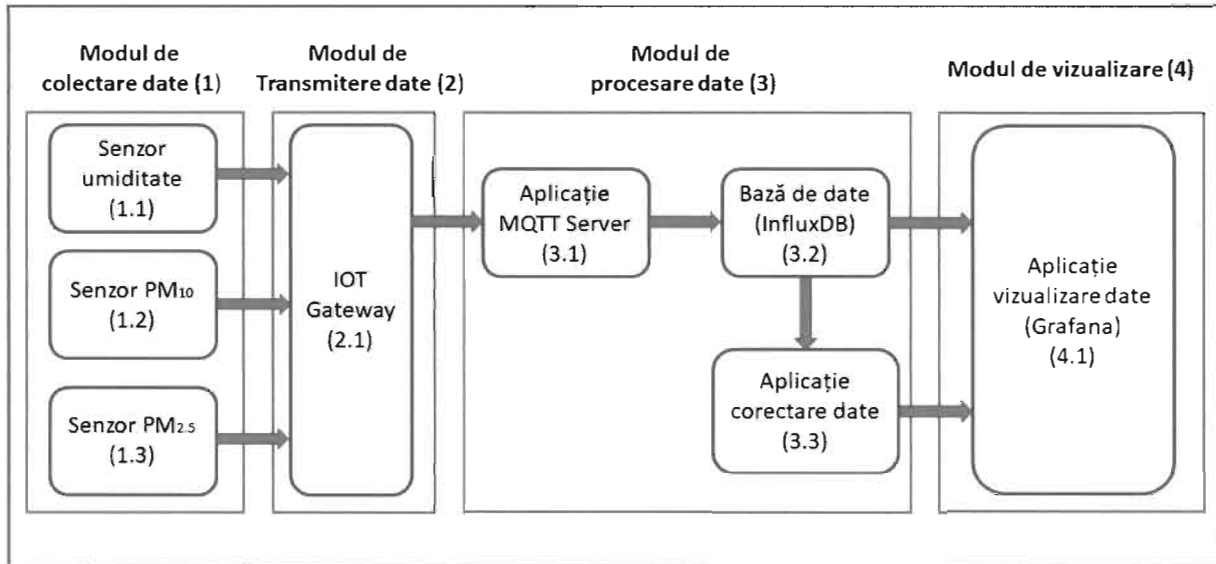 Modul de
colectare date (1)
Modul de
Transmitere date (2)
Modul de
procesare date (3)
Modul de vizualizare (4)
Senzor
umiditate
(1.1)
Senzor PM10
(1.2)
Senzor PM2.5
(1.3)
IOT
Gateway
(2.1)
Aplicație
MQTT Server
(3.1)
Bază de date
(InfluxDB)
(3.2)
Aplicație
corectare date
(3.3)
Aplicație
vizualizare date
(Grafana)
(4.1)